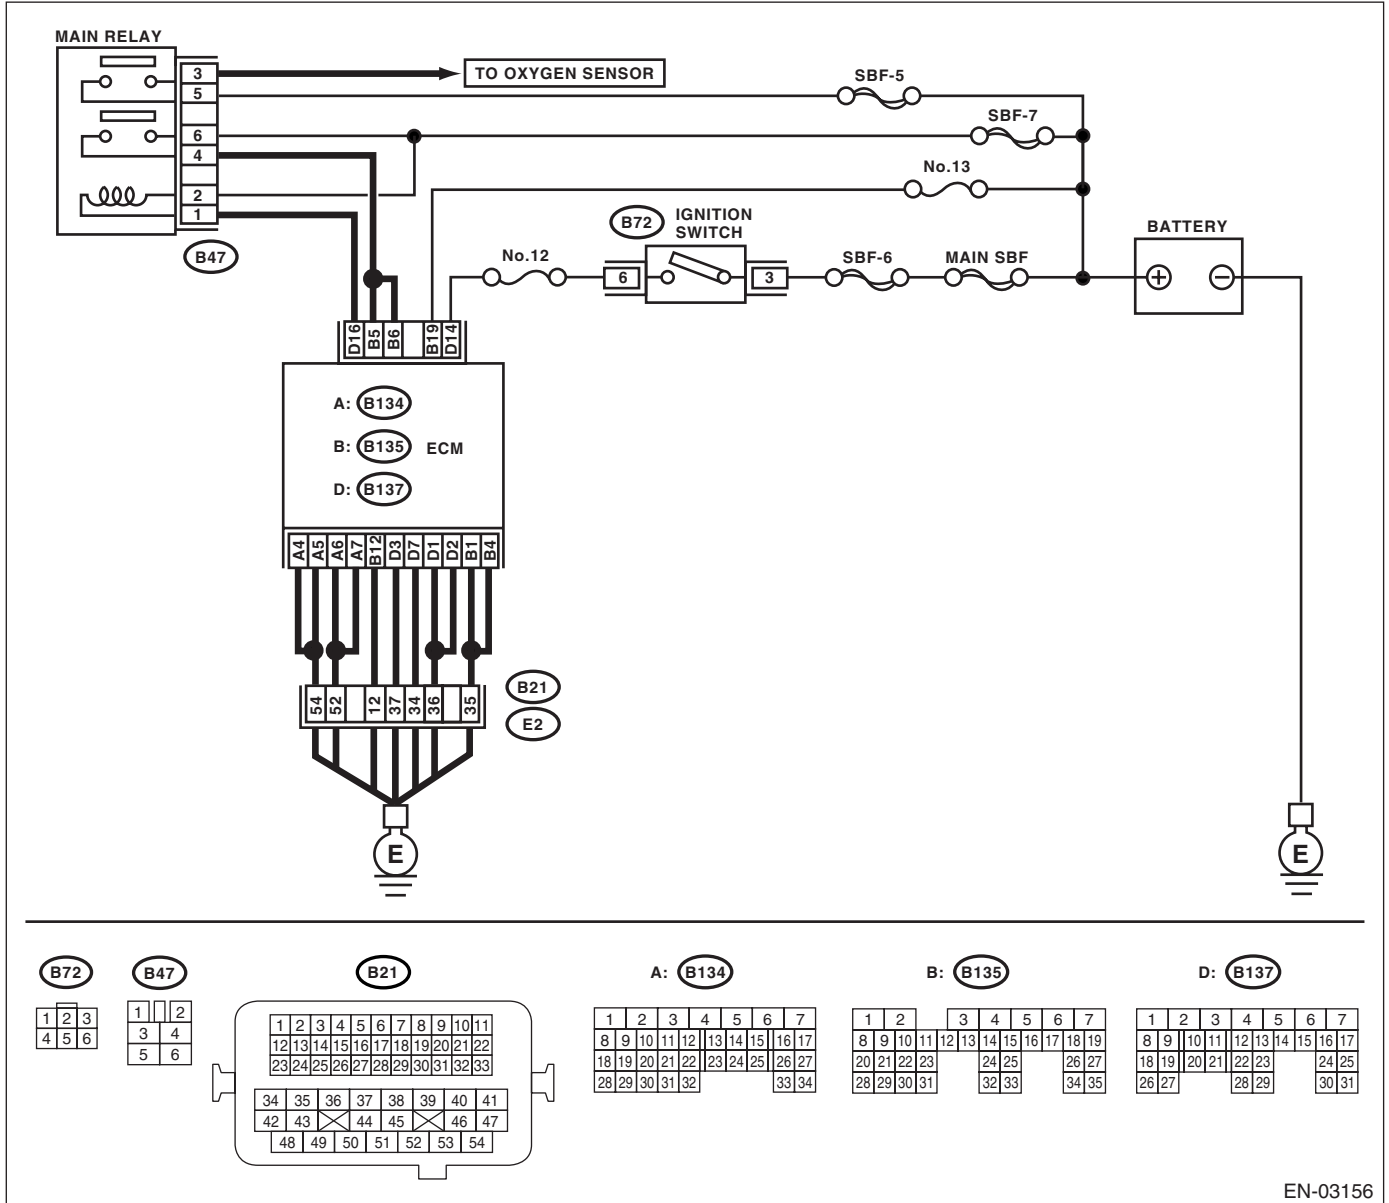 MAIN RELAY
3
TO OXYGEN SENSOR
5
SBF-5
6
SBF-7
4
2
No.13
1
B47
B72
IGNITION
SWITCH
BATTERY
No.12
6
3
SBF-6
MAIN SBF
+
−
D16
B5
B6
B19
D14
A: B134
B: B135
ECM
D: B137
A4
A5
A6
A7
B12
D3
D7
D1
D2
B1
B4
54
52
12
37
34
36
35
B21
E2
E
E
B72
1 2 3
4 5 6
B47
1 2
3 4
5 6
B21
1 2 3 4 5 6 7 8 9 10 11
12 13 14 15 16 17 18 19 20 21 22
23 24 25 26 27 28 29 30 31 32 33
34 35 36 37 38 39 40 41
42 43 44 45 46 47
48 49 50 51 52 53 54
A: B134
1 2 3 4 5 6 7
8 9 10 11 12 13 14 15 16 17
18 19 20 21 22 23 24 25 26 27
28 29 30 31 32 33 34
B: B135
1 2 3 4 5 6 7
8 9 10 11 12 13 14 15 16 17 18 19
20 21 22 23 24 25 26 27
28 29 30 31 32 33 34 35
D: B137
1 2 3 4 5 6 7
8 9 10 11 12 13 14 15 16 17
18 19 20 21 22 23 24 25
26 27 28 29 30 31
EN-03156